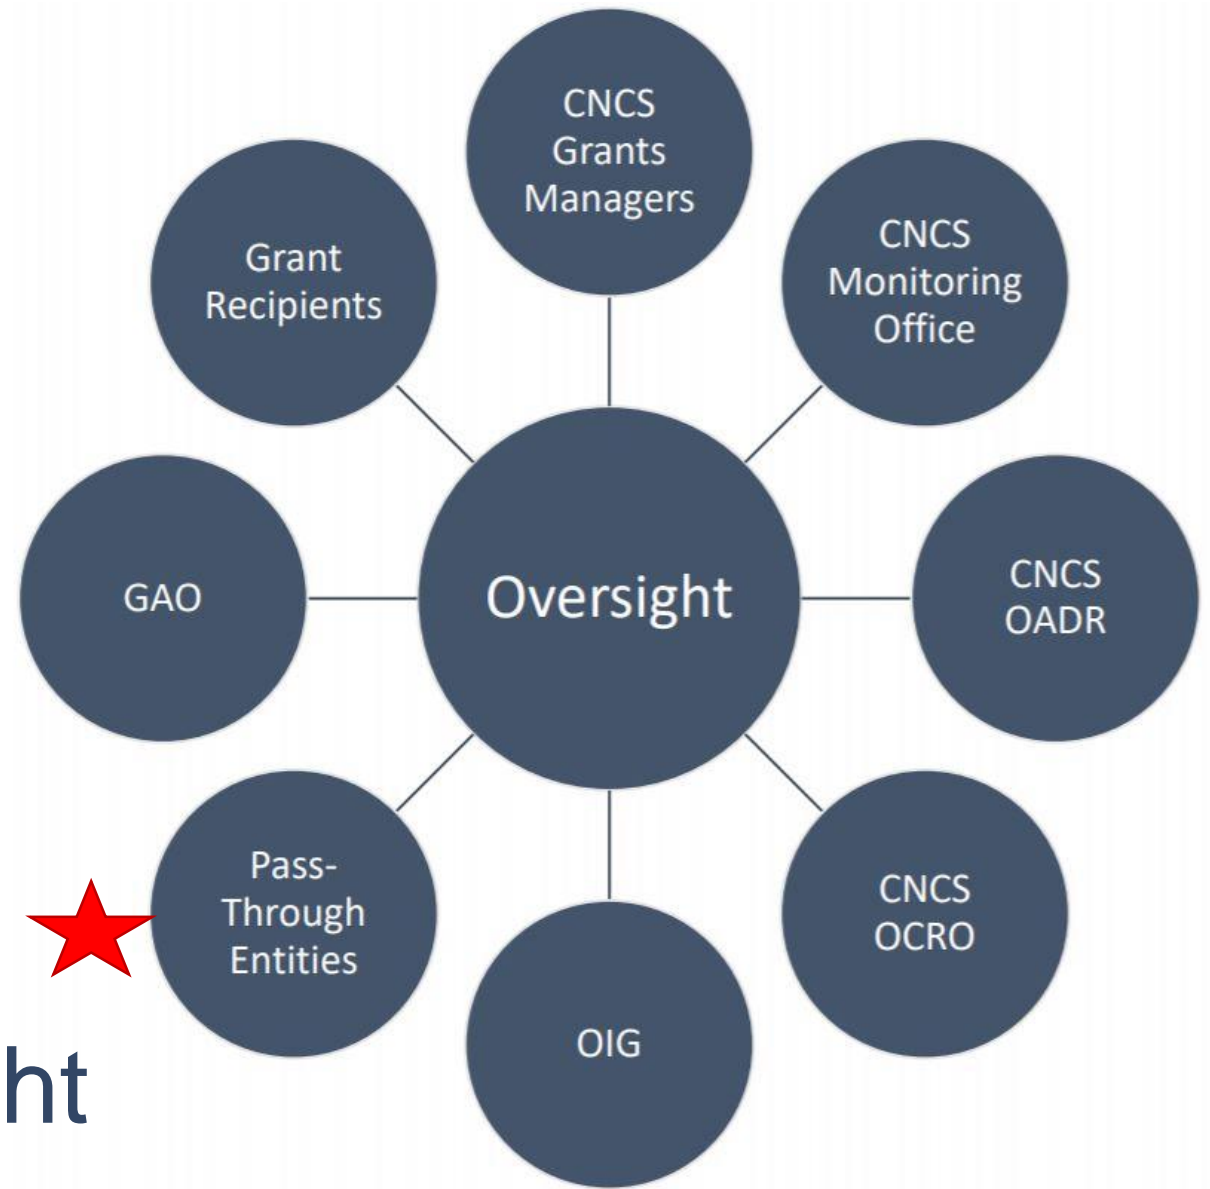 CNCS
Grants
Managers
CNCS
Monitoring
Office
Grant
Recipients
CNCS
OADR
GAO
Oversight
CNCS
OCRO
Pass-
Through
Entities
OIG
ht